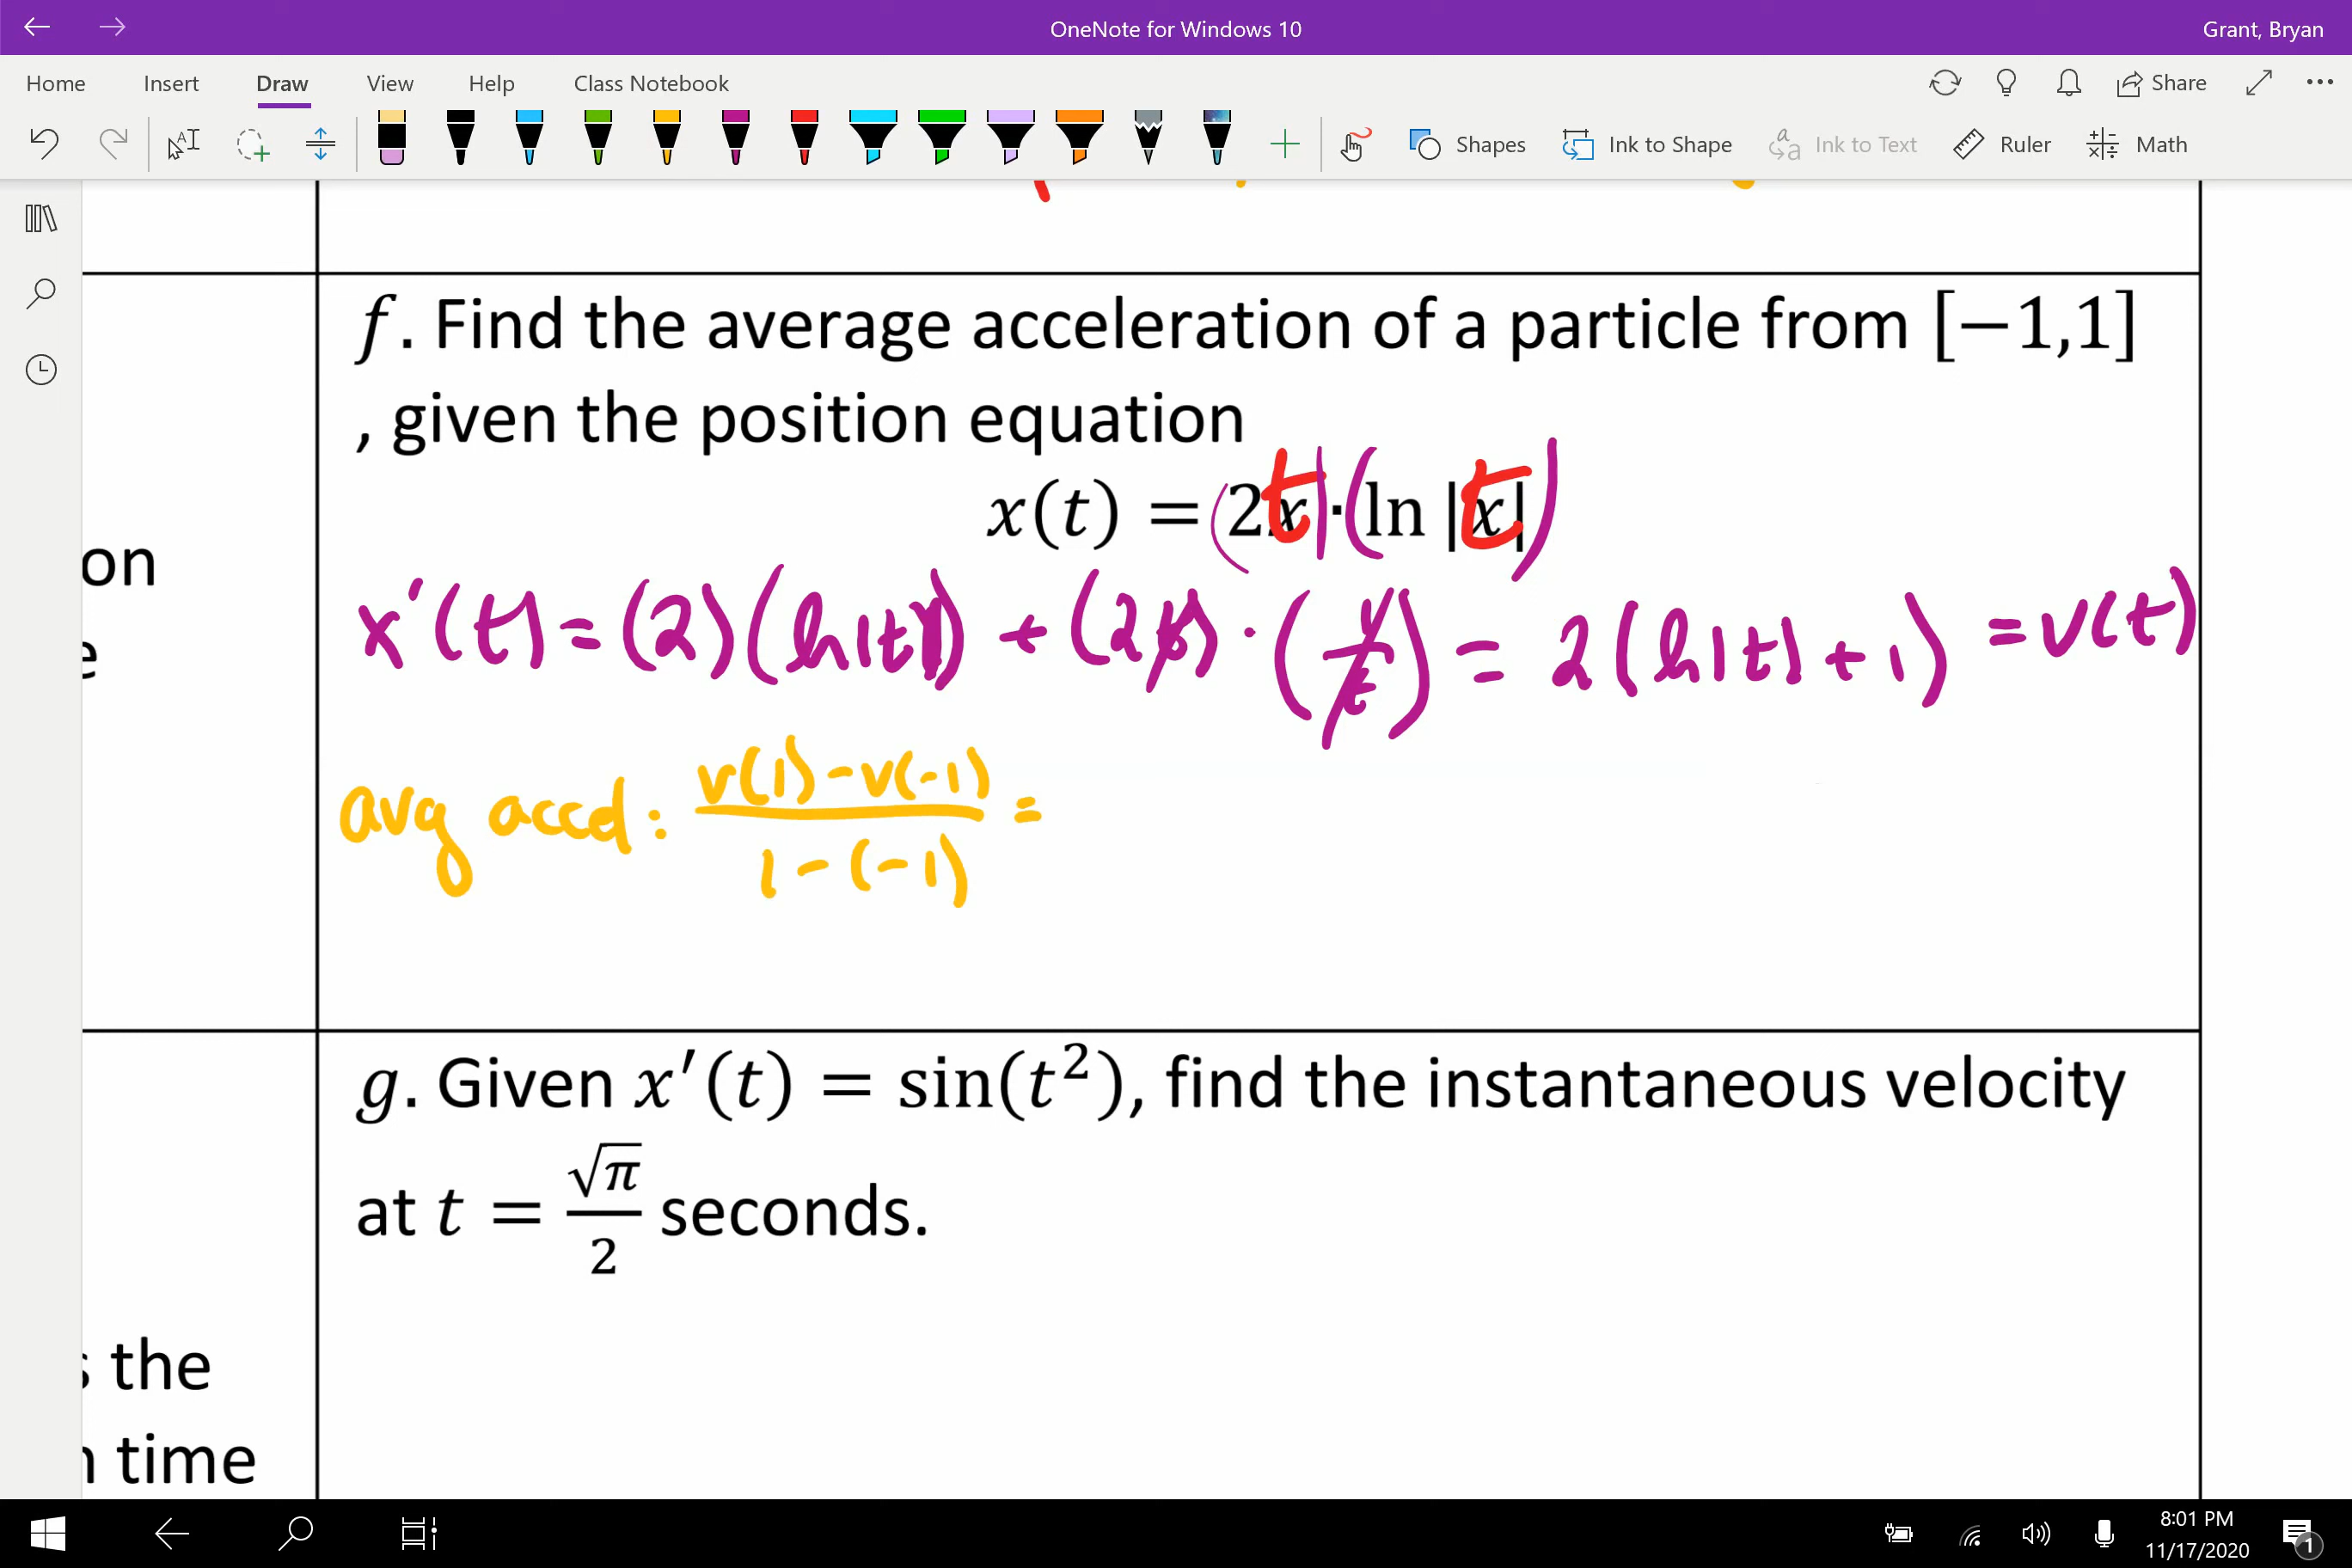 OneNote for Windows 10
Grant, Bryan
Home Insert Draw View Help Class Notebook
Share
Shapes Ink to Shape Ink to Text Ruler Math
f. Find the average acceleration of a particle from [−1,1]
, given the position equation
x(t) = (2t)·(ln |t|)
x'(t) = (2)(ln|t|) + (2t)·(1/t) = 2(ln|t| + 1) = v(t)
avg accel: v(1) - v(-1) / 1 - (-1) =
g. Given x′(t) = sin(t²), find the instantaneous velocity
at t = √π/2 seconds.
on
e
s the
n time
8:01 PM
11/17/2020
1